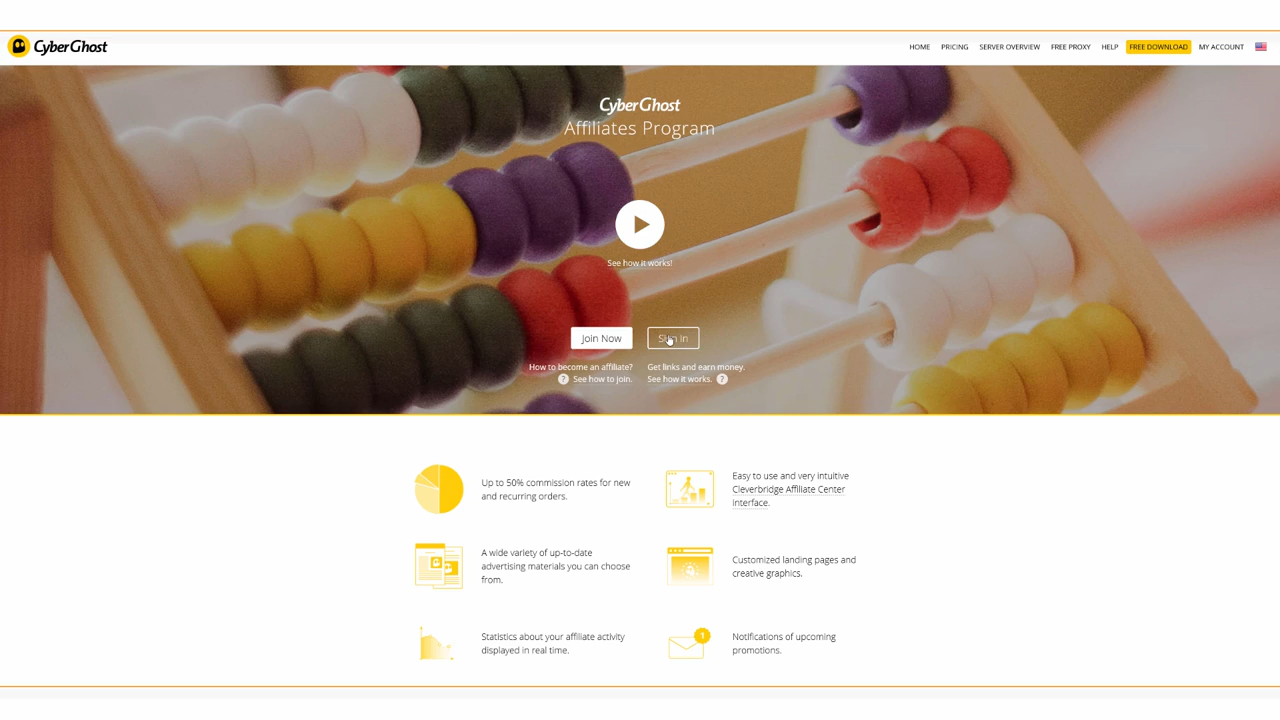 CyberGhost
HOME PRICING SERVER OVERVIEW FREE PROXY HELP FREE DOWNLOAD MY ACCOUNT
CyberGhost
Affiliates Program
See how it works!
Join Now
Sign In
How to become an affiliate?
See how to join.
Get links and earn money.
See how it works.
Up to 50% commission rates for new
and recurring orders.
Easy to use and very intuitive
Cleverbridge Affiliate Center
interface.
A wide variety of up-to-date
advertising materials you can choose
from.
Customized landing pages and
creative graphics.
Statistics about your affiliate activity
displayed in real time.
1
Notifications of upcoming
promotions.